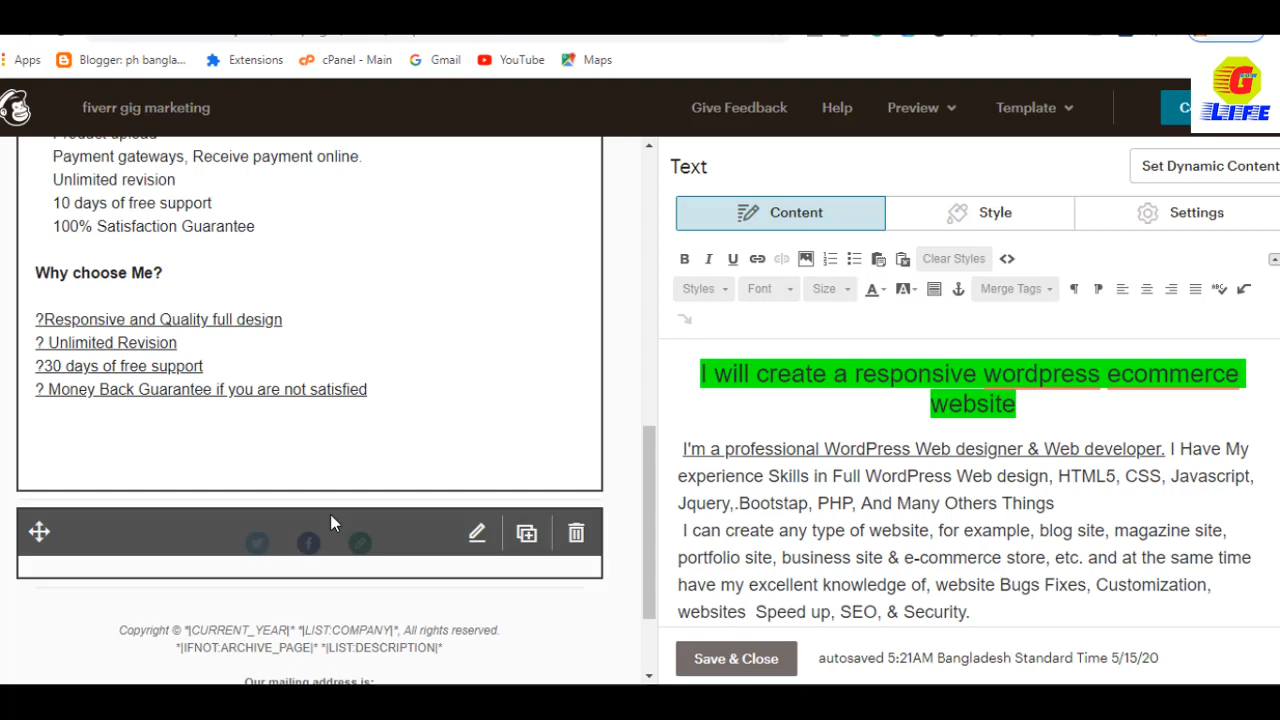 Apps Blogger: ph bangla... Extensions cPanel - Main Gmail YouTube Maps
fiverr gig marketing Give Feedback Help Preview Template
G
LIFE
Payment gateways, Receive payment online.
Unlimited revision
10 days of free support
100% Satisfaction Guarantee
Why choose Me?
?Responsive and Quality full design
? Unlimited Revision
?30 days of free support
? Money Back Guarantee if you are not satisfied
Copyright © *|CURRENT_YEAR|* *|LIST:COMPANY|*, All rights reserved.
*|IFNOT:ARCHIVE_PAGE|* *|LIST:DESCRIPTION|*
Our mailing address is:
Text Set Dynamic Content
Content Style Settings
B I U Clear Styles <>
Styles Font Size A A Merge Tags
I will create a responsive wordpress ecommerce
website
I'm a professional WordPress Web designer & Web developer. I Have My
experience Skills in Full WordPress Web design, HTML5, CSS, Javascript,
Jquery,.Bootstap, PHP, And Many Others Things
I can create any type of website, for example, blog site, magazine site,
portfolio site, business site & e-commerce store, etc. and at the same time
have my excellent knowledge of, website Bugs Fixes, Customization,
websites Speed up, SEO, & Security.
Save & Close autosaved 5:21AM Bangladesh Standard Time 5/15/20